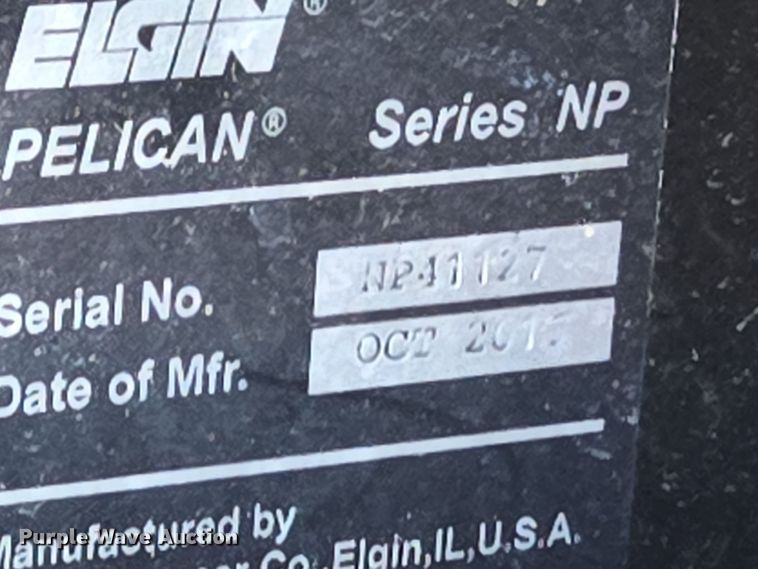 ELGIN®
PELICAN® Series NP
Serial No. NP41127
Date of Mfr. OCT
Manufactured by
Co. Elgin, IL, U.S.A.
Purple Wave Auction